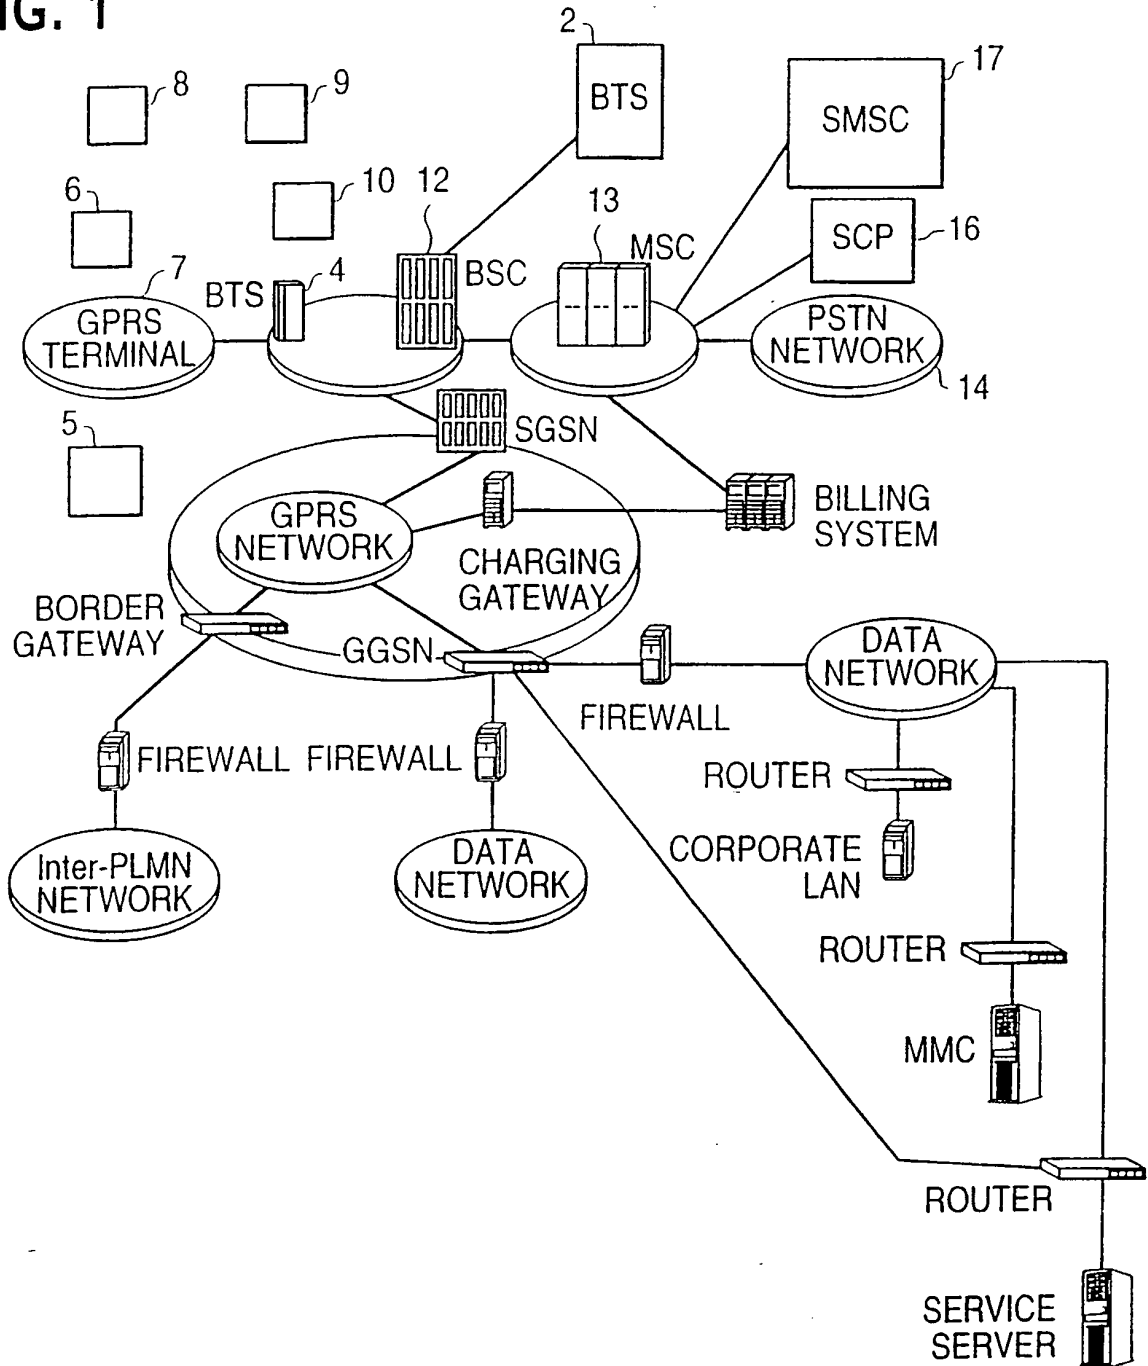 IG. 1
2
BTS
17
SMSC
8
9
6
10
12
13
MSC
SCP
16
7
BTS
4
BSC
GPRS
TERMINAL
PSTN
NETWORK
14
5
SGSN
GPRS
NETWORK
CHARGING
GATEWAY
BILLING
SYSTEM
BORDER
GATEWAY
GGSN
DATA
NETWORK
FIREWALL
FIREWALL
FIREWALL
ROUTER
Inter-PLMN
NETWORK
DATA
NETWORK
CORPORATE
LAN
ROUTER
MMC
ROUTER
SERVICE
SERVER